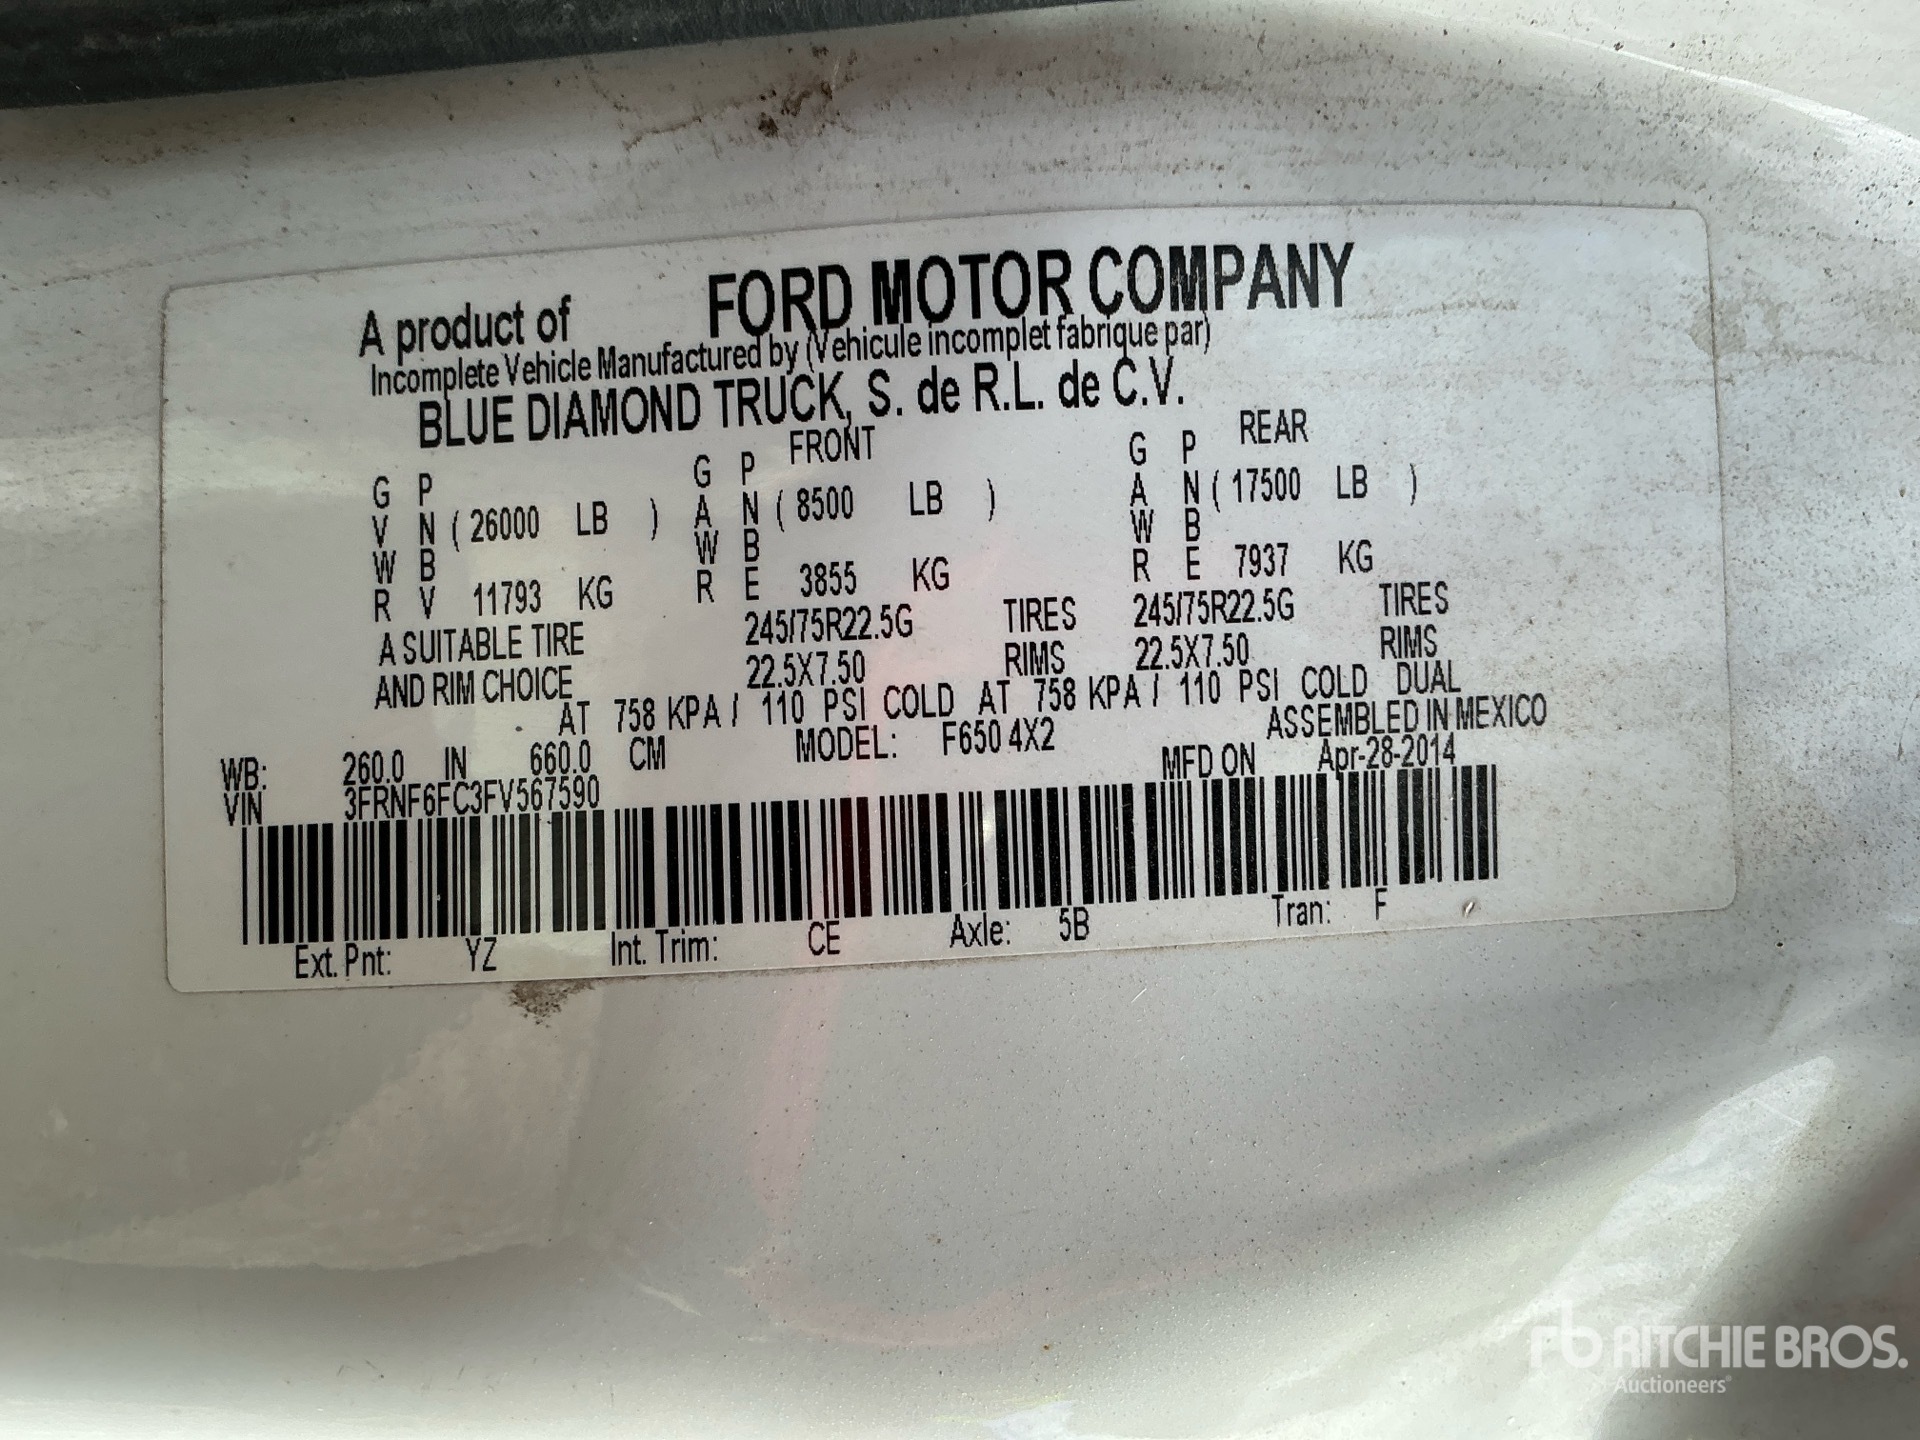 A product of FORD MOTOR COMPANY
Incomplete Vehicle Manufactured by (Vehicule incomplet fabrique par)
BLUE DIAMOND TRUCK, S. de R.L. de C.V.
FRONT REAR
G P G P G P
V N ( 26000 LB ) A N ( 8500 LB ) A N ( 17500 LB )
W B W B W B
R V 11793 KG R E 3855 KG R E 7937 KG
A SUITABLE TIRE 245/75R22.5G TIRES 245/75R22.5G TIRES
AND RIM CHOICE 22.5X7.50 RIMS 22.5X7.50 RIMS
AT 758 KPA / 110 PSI COLD AT 758 KPA / 110 PSI COLD DUAL
ASSEMBLED IN MEXICO
WB: 260.0 IN 660.0 CM MODEL: F650 4X2
MFD ON Apr-28-2014
VIN 3FRNF6FC3FV567590
Ext. Pnt: YZ Int. Trim: CE Axle: 5B Tran: F
rb RITCHIE BROS.
Auctioneers